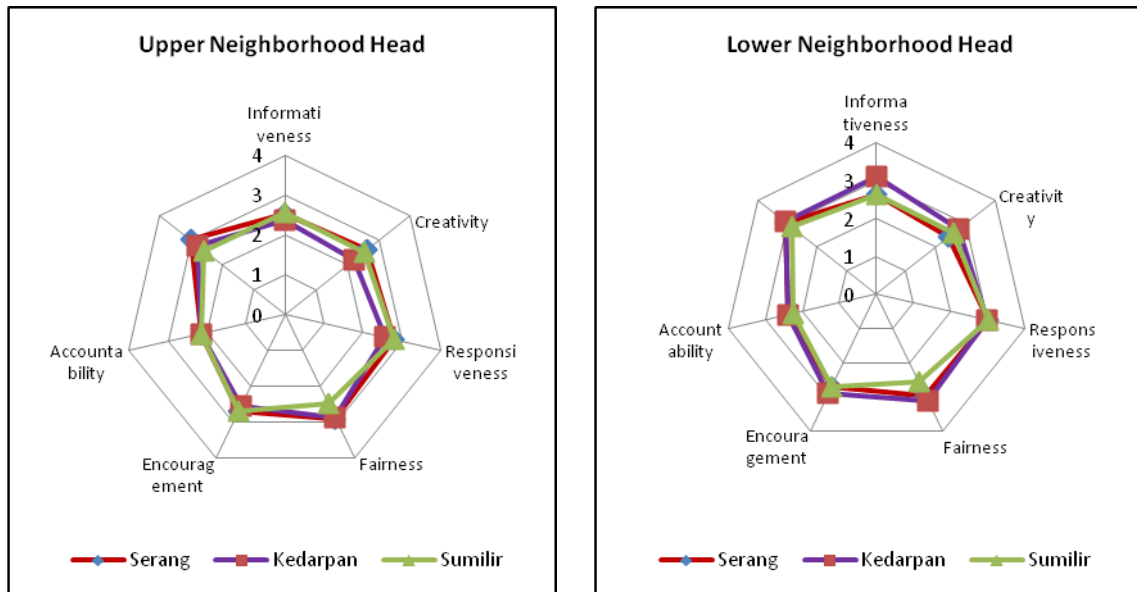 Upper Neighborhood Head
Informati
veness
4
3
2
1
0
Creativity
Responsi
veness
Fairness
Encourag
ement
Accounta
bility
Serang
Kedarpan
Sumilir
Lower Neighborhood Head
Informa
tiveness
4
3
2
1
0
Creativit
y
Respons
iveness
Fairness
Encoura
gement
Account
ability
Serang
Kedarpan
Sumilir